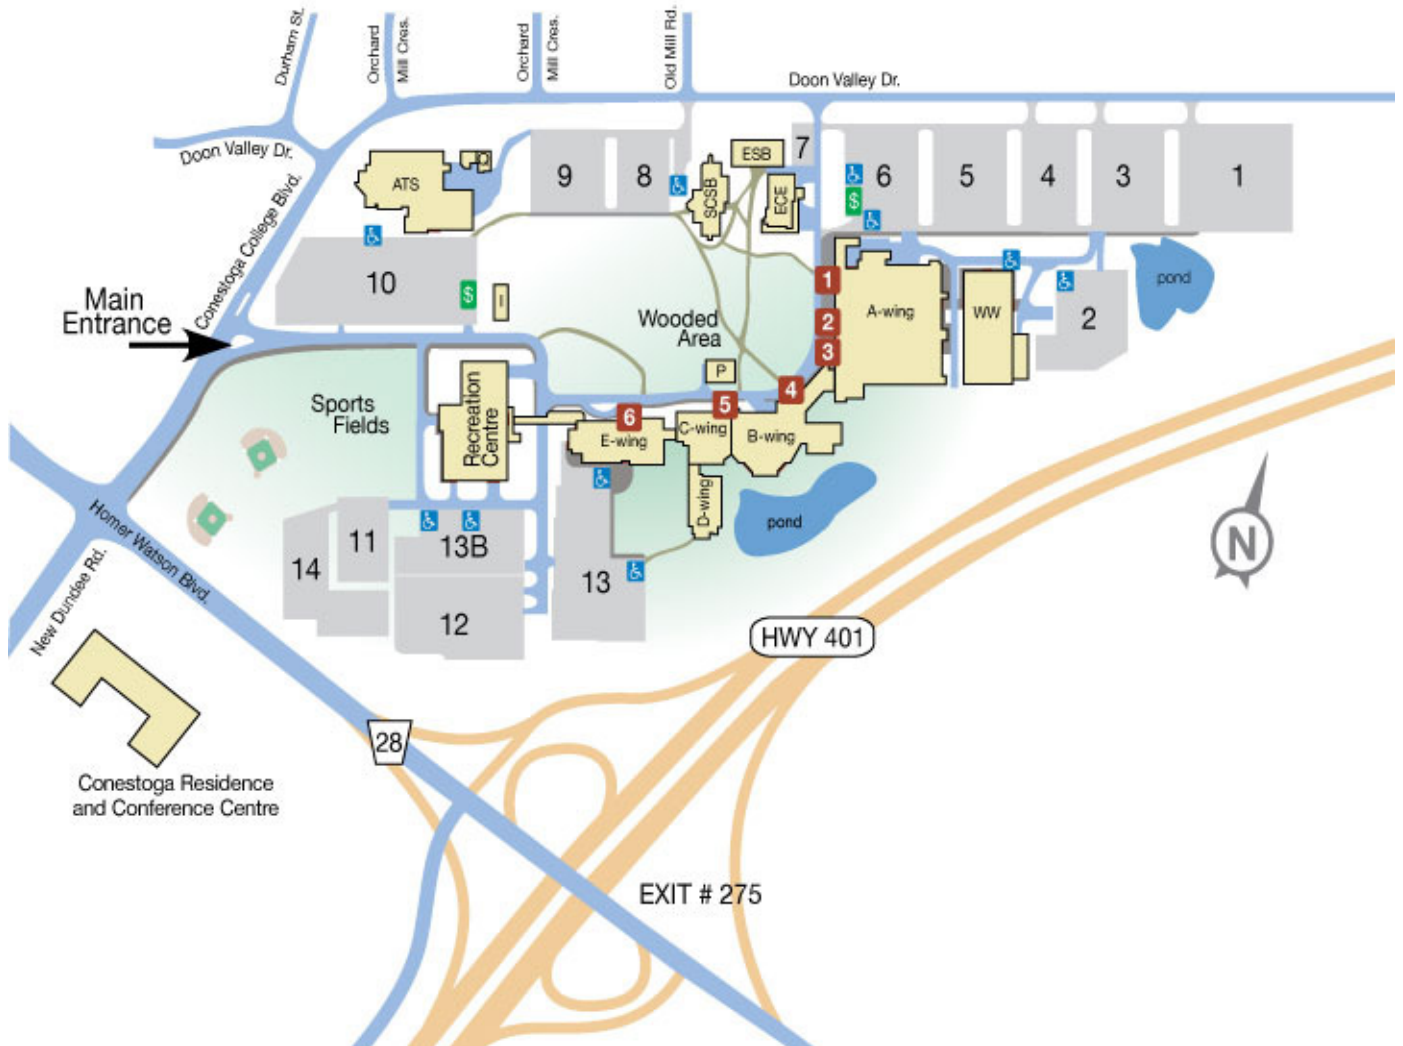 Durham St.
Orchard
Mill Cres.
Orchard
Mill Cres.
Old Mill Rd.
Doon Valley Dr.
Doon Valley Dr.
Conestoga College Blvd.
ATS
9
8
SCSB
ESB
ECE
7
6
5
4
3
1
$
10
$
I
Main
Entrance
Wooded
Area
1
2
3
4
5
6
A-wing
WW
2
pond
P
Sports
Fields
Recreation
Centre
E-wing
C-wing
B-wing
D-wing
pond
N
14
11
13B
12
13
Homer Watson Blvd.
New Dundee Rd.
HWY 401
28
Conestoga Residence
and Conference Centre
EXIT # 275